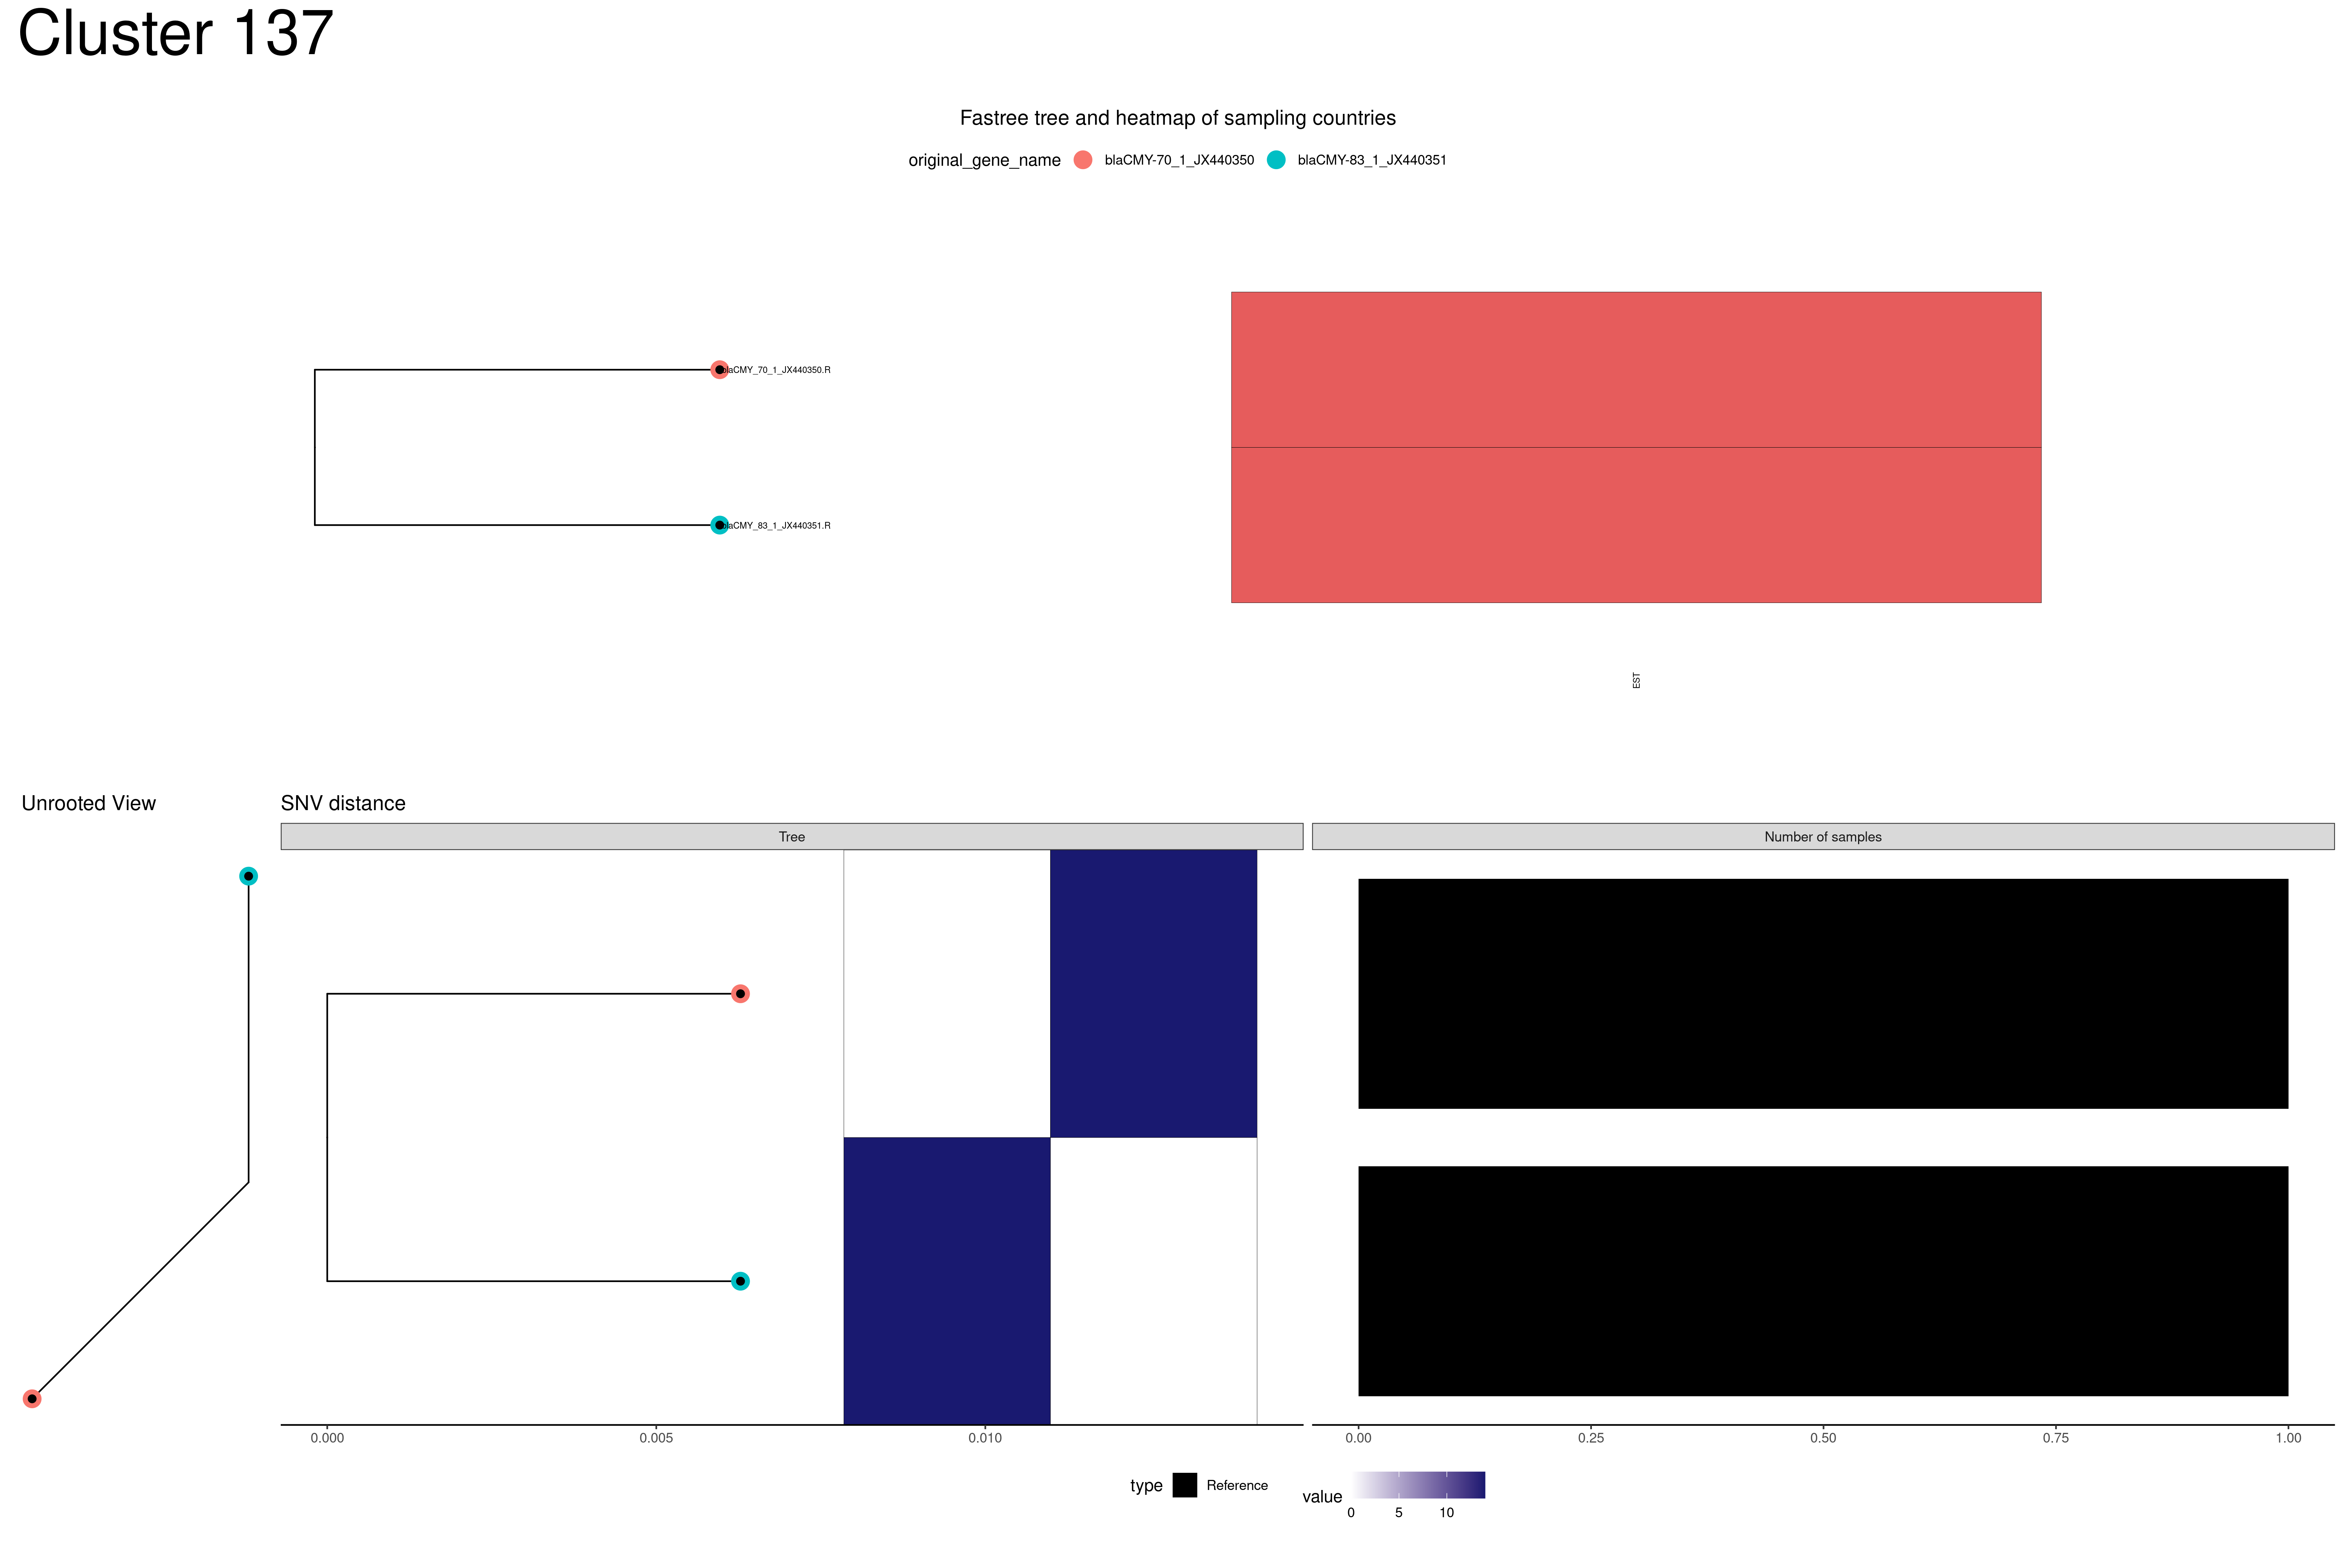 Cluster 137
Fastree tree and heatmap of sampling countries
original_gene_name blaCMY-70_1_JX440350 blaCMY-83_1_JX440351
blaCMY_70_1_JX440350.R
blaCMY_83_1_JX440351.R
EST
Unrooted View
SNV distance
Tree
Number of samples
0.000 0.005 0.010
0.00 0.25 0.50 0.75 1.00
type Reference
value
0 5 10